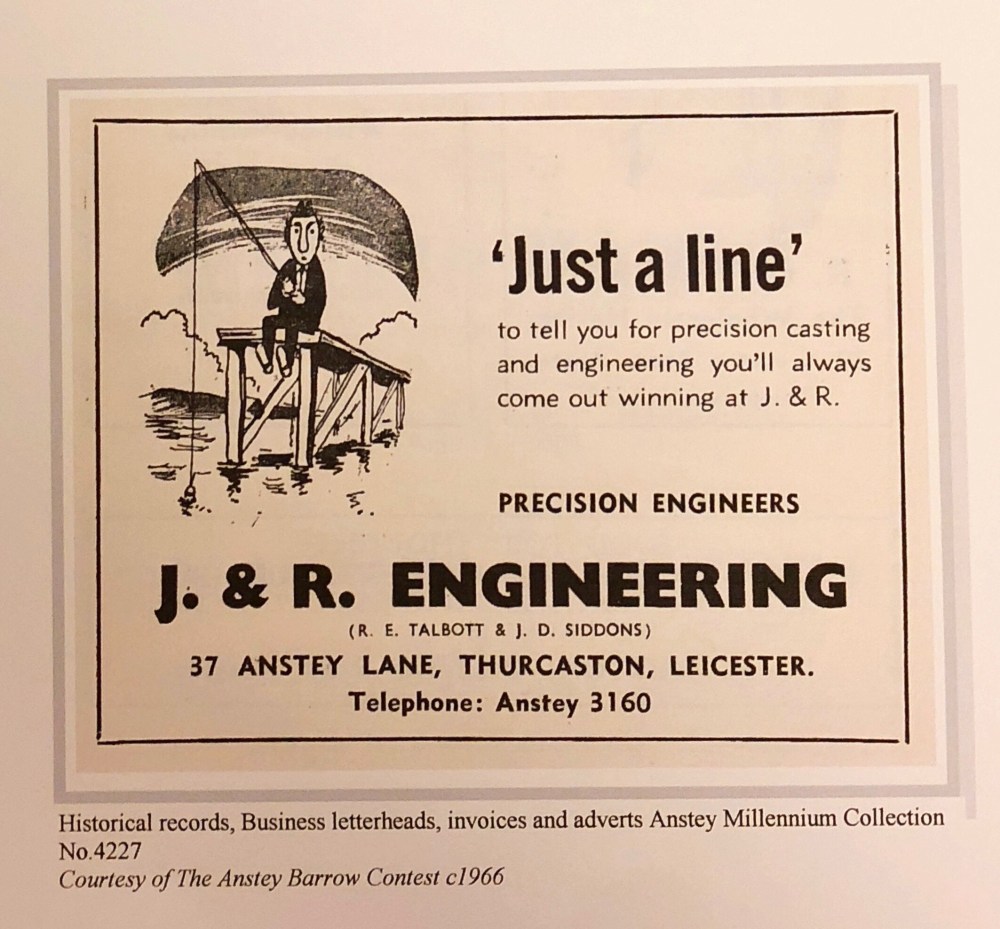 ‘Just a line’
to tell you for precision casting
and engineering you'll always
come out winning at J. & R.
PRECISION ENGINEERS
J. & R. ENGINEERING
(R. E. TALBOTT & J. D. SIDDONS)
37 ANSTEY LANE, THURCASTON, LEICESTER.
Telephone: Anstey 3160
Historical records, Business letterheads, invoices and adverts Anstey Millennium Collection
No.4227
Courtesy of The Anstey Barrow Contest c1966